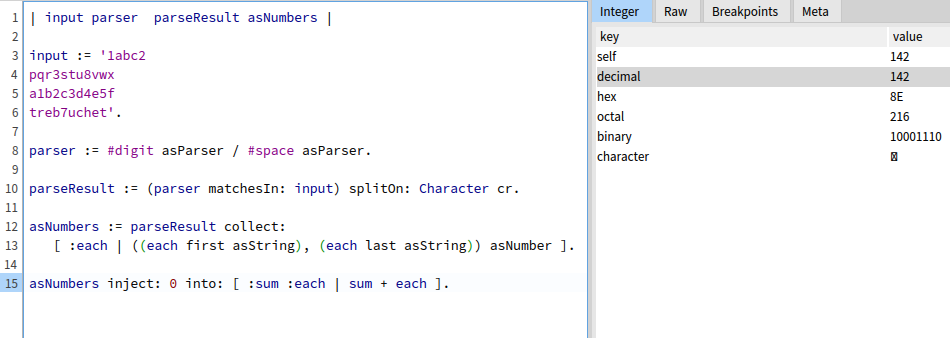 Integer Raw Breakpoints Meta
1 | input parser  parseResult asNumbers |
2
3 input := '1abc2
4 pqr3stu8vwx
5 a1b2c3d4e5f
6 treb7uchet'.
7
8 parser := #digit asParser / #space asParser.
9
10 parseResult := (parser matchesIn: input) splitOn: Character cr.
11
12 asNumbers := parseResult collect:
13 [ :each | ((each first asString), (each last asString)) asNumber ].
14
15 asNumbers inject: 0 into: [ :sum :each | sum + each ].
key value
self 142
decimal 142
hex 8E
octal 216
binary 10001110
character